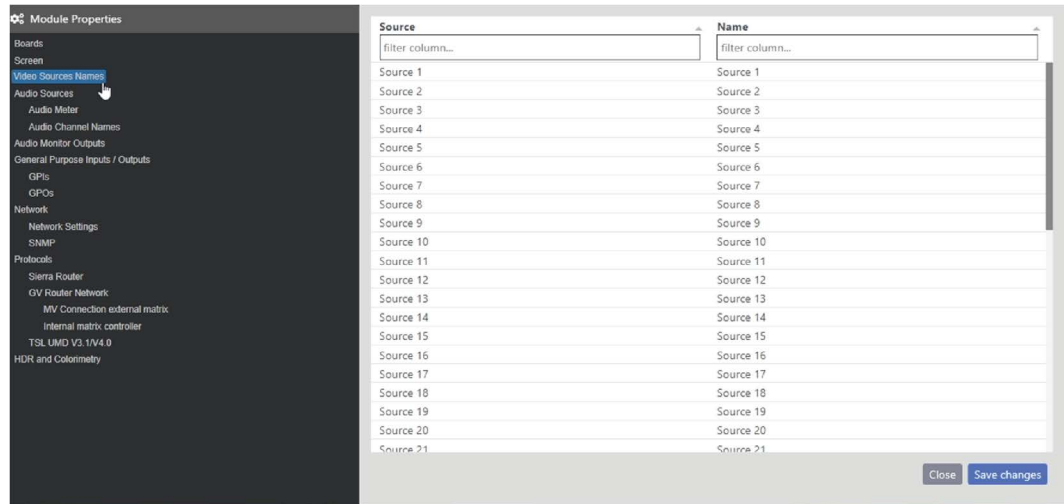 Module Properties
Boards
Screen
Video Sources Names
Audio Sources
Audio Meter
Audio Channel Names
Audio Monitor Outputs
General Purpose Inputs / Outputs
GPIs
GPOs
Network
Network Settings
SNMP
Protocols
Sierra Router
GV Router Network
MV Connection external matrix
Internal matrix controller
TSL UMD V3.1/V4.0
HDR and Colorimetry
Source Name
filter column... filter column...
Source 1 Source 1
Source 2 Source 2
Source 3 Source 3
Source 4 Source 4
Source 5 Source 5
Source 6 Source 6
Source 7 Source 7
Source 8 Source 8
Source 9 Source 9
Source 10 Source 10
Source 11 Source 11
Source 12 Source 12
Source 13 Source 13
Source 14 Source 14
Source 15 Source 15
Source 16 Source 16
Source 17 Source 17
Source 18 Source 18
Source 19 Source 19
Source 20 Source 20
Source 21 Source 21
Close Save changes